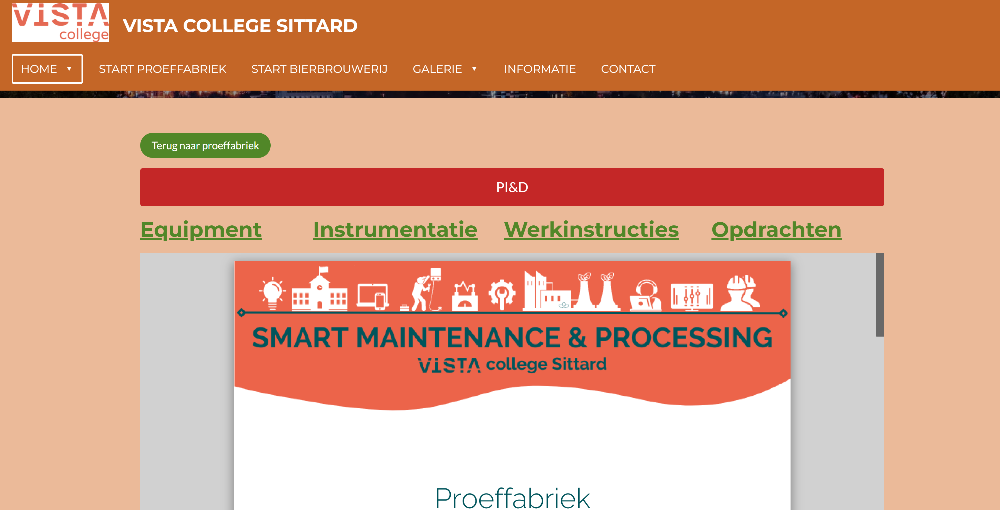 VISTA
college
VISTA COLLEGE SITTARD
HOME
START PROEFFABRIEK
START BIERBROUWERIJ
GALERIE
INFORMATIE
CONTACT
Terug naar proeffabriek
PI&D
Equipment
Instrumentatie
Werkinstructies
Opdrachten
SMART MAINTENANCE & PROCESSING
VISTA college Sittard
Proeffabriek